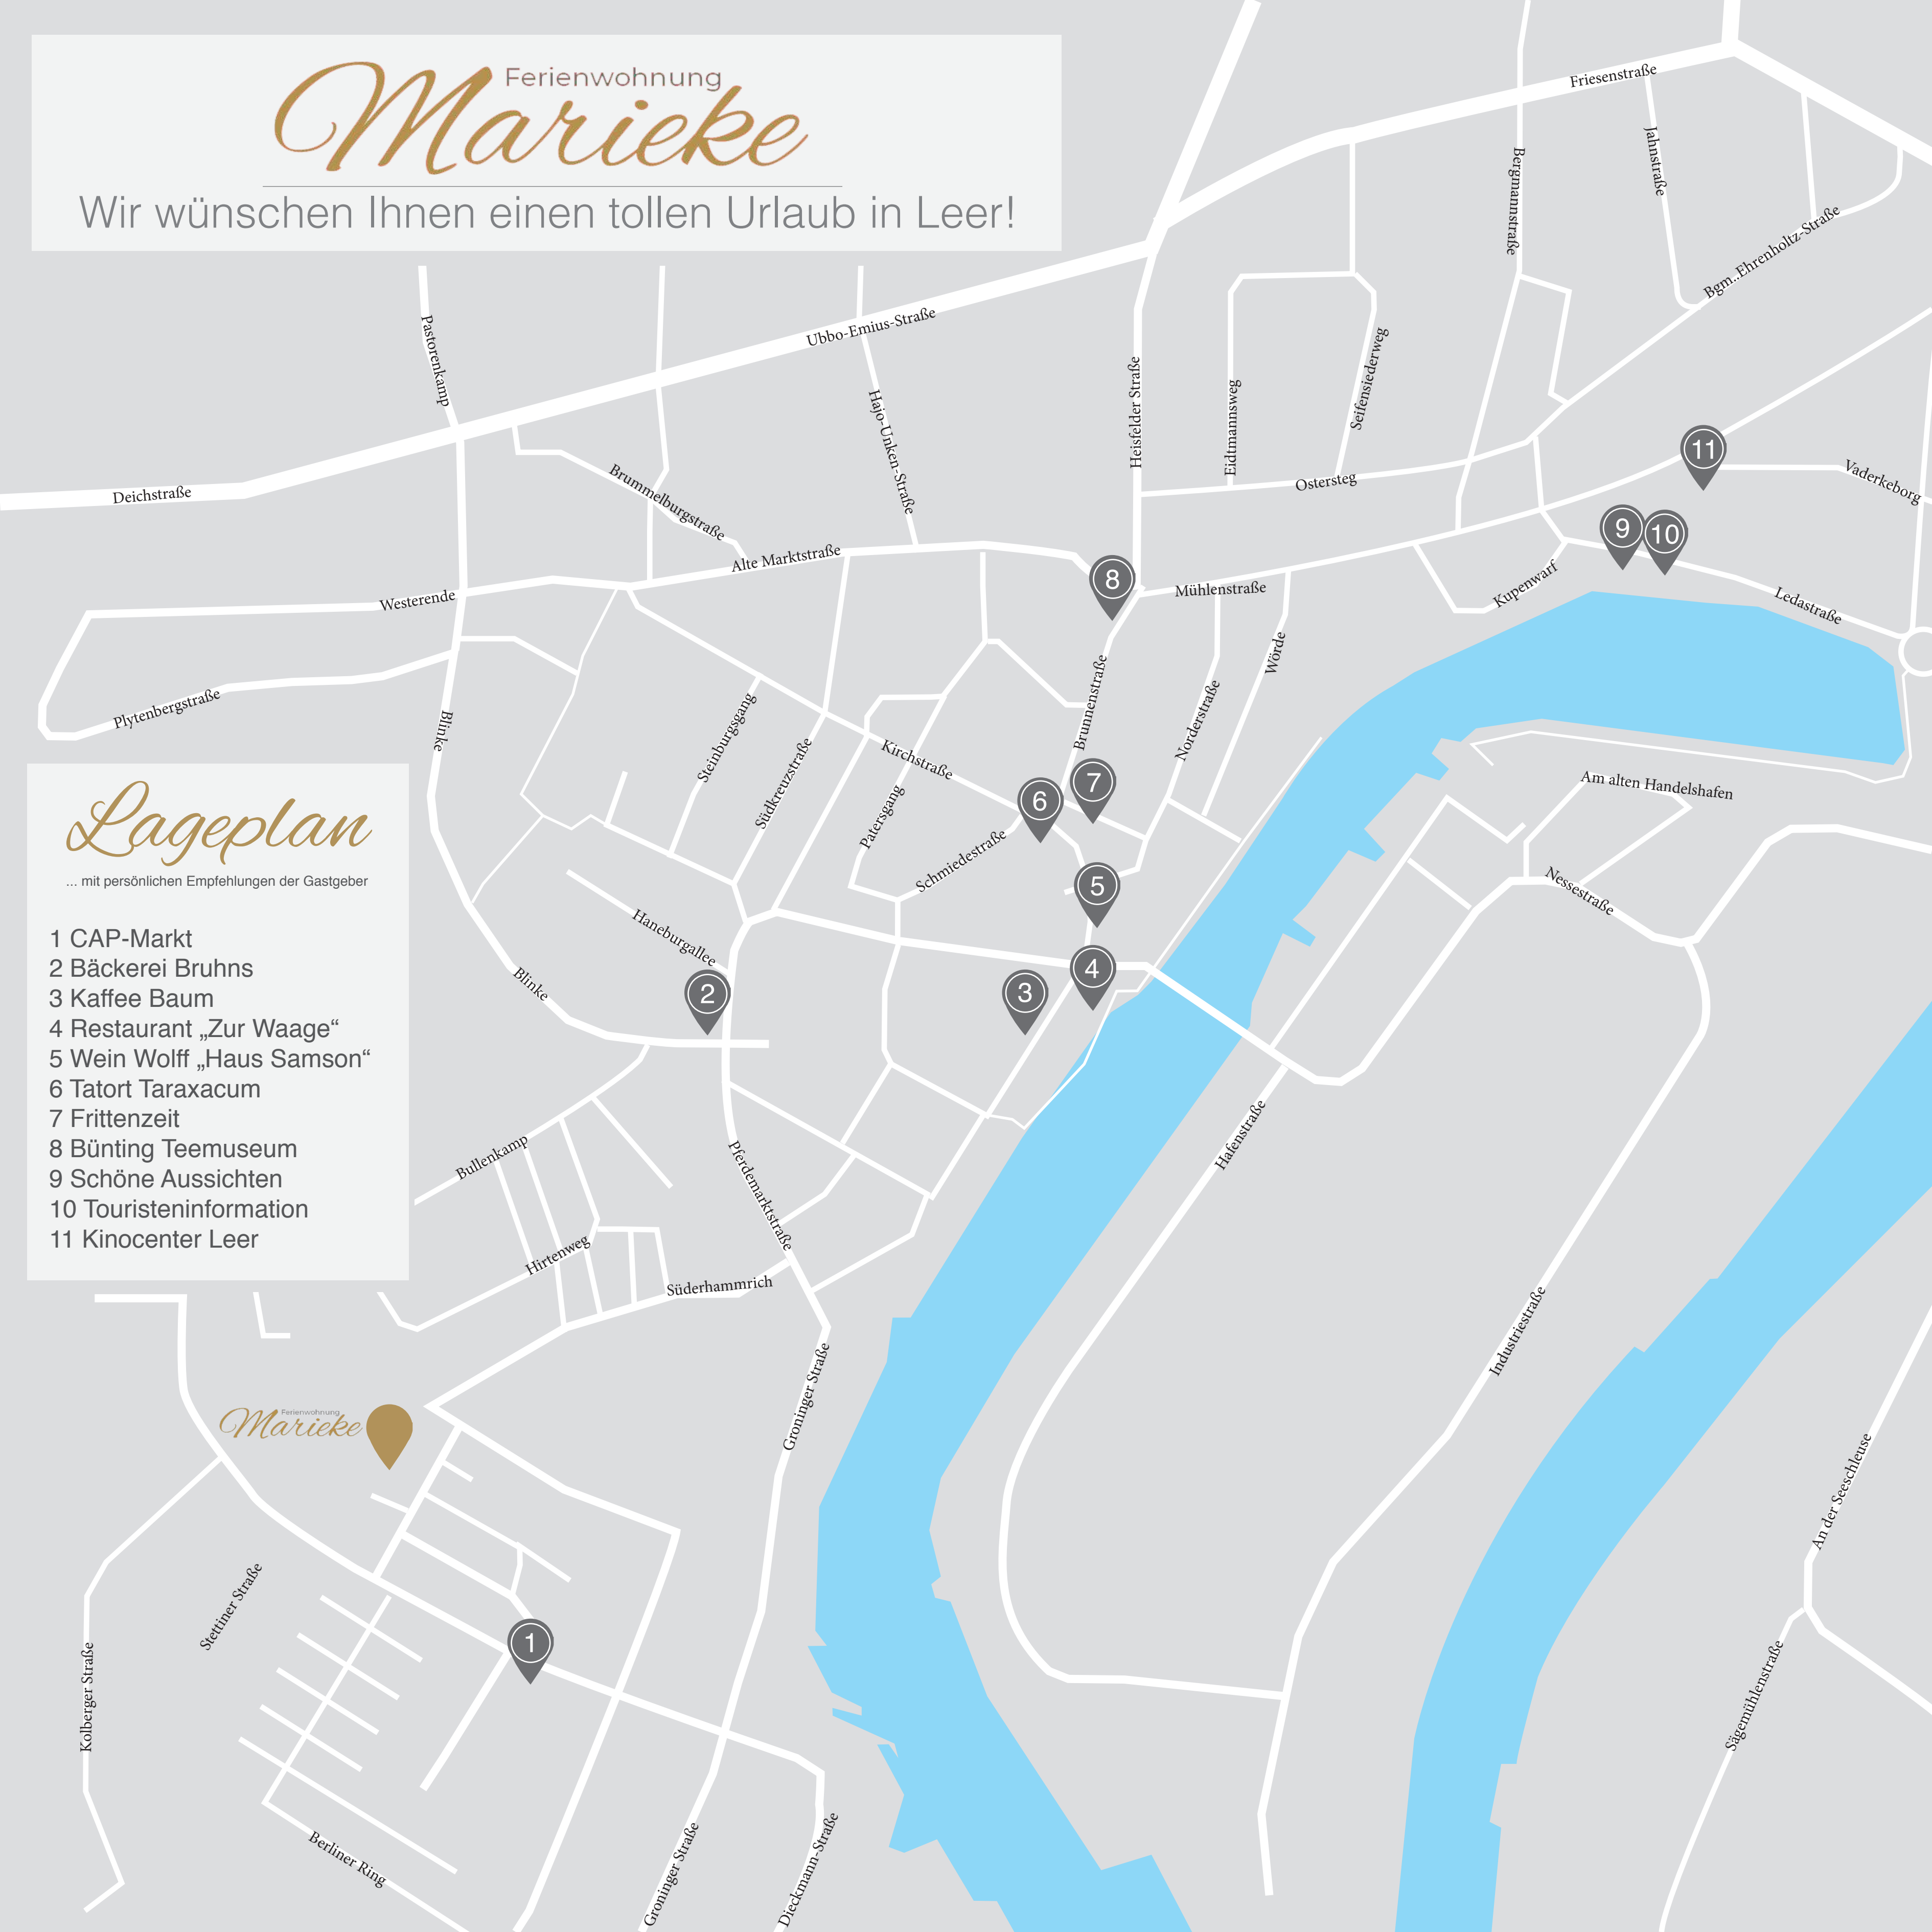 Ferienwohnung
Marieke
Wir wünschen Ihnen einen tollen Urlaub in Leer!
Friesenstraße
Jahnstraße
Bergmannstraße
Bgm..Ehrenholtz-Straße
Pastorenkamp
Ubbo-Emius-Straße
Hajo-Unken-Straße
Heisfelder Straße
Eidtmannsweg
Seifensiederweg
Ostersteg
11
Vaderkeborg
Deichstraße
Brummelburgstraße
Alte Marktstraße
9
10
8
Mühlenstraße
Kupenwarf
Ledastraße
Westerende
Plytenbergstraße
Blinke
Steinburgsgang
Südkreuzstraße
Kirchstraße
Patersgang
Brunnenstraße
Norderstraße
Wörde
7
6
Schmiedestraße
5
Am alten Handelshafen
Nessestraße
Haneburgallee
Blinke
2
3
4
Lageplan
... mit persönlichen Empfehlungen der Gastgeber
1 CAP-Markt
2 Bäckerei Bruhns
3 Kaffee Baum
4 Restaurant „Zur Waage“
5 Wein Wolff „Haus Samson“
6 Tatort Taraxacum
7 Frittenzeit
8 Bünting Teemuseum
9 Schöne Aussichten
10 Touristeninformation
11 Kinocenter Leer
Bullenkamp
Hirtenweg
Pferdemarktstraße
Süderhammrich
Hafenstraße
Industriestraße
Groninger Straße
Ferienwohnung
Marieke
An der Seeschleuse
Stettiner Straße
1
Kolberger Straße
Sägemühlenstraße
Berliner Ring
Groninger Straße
Dieckmann-Straße